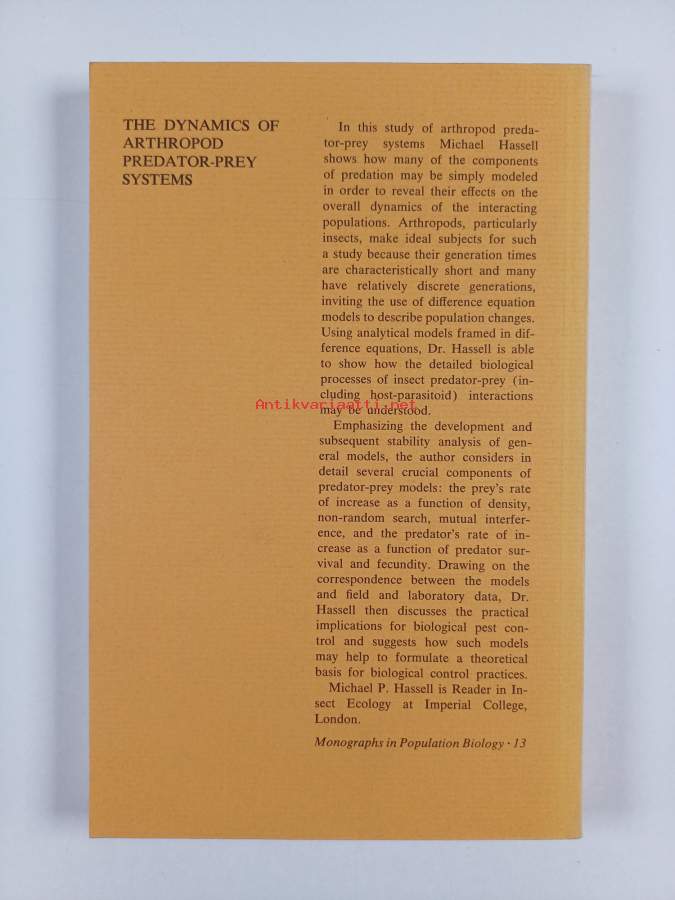 THE DYNAMICS OF
ARTHROPOD
PREDATOR-PREY
SYSTEMS
In this study of arthropod preda-
tor-prey systems Michael Hassell
shows how many of the components
of predation may be simply modeled
in order to reveal their effects on the
overall dynamics of the interacting
populations. Arthropods, particularly
insects, make ideal subjects for such
a study because their generation times
are characteristically short and many
have relatively discrete generations,
inviting the use of difference equation
models to describe population changes.
Using analytical models framed in dif-
ference equations, Dr. Hassell is able
to show how the detailed biological
processes of insect predator-prey (in-
cluding host-parasitoid) interactions
Antikvariaatti.net
may be understood.
Emphasizing the development and
subsequent stability analysis of gen-
eral models, the author considers in
detail several crucial components of
predator-prey models: the prey's rate
of increase as a function of density,
non-random search, mutual interfer-
ence, and the predator's rate of in-
crease as a function of predator sur-
vival and fecundity. Drawing on the
correspondence between the models
and field and laboratory data, Dr.
Hassell then discusses the practical
implications for biological pest con-
trol and suggests how such models
may help to formulate a theoretical
basis for biological control practices.
Michael P. Hassell is Reader in In-
sect Ecology at Imperial College,
London.
Monographs in Population Biology · 13